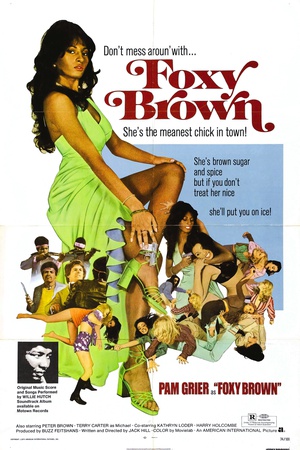 Don't mess aroun' with...
Foxy
Brown
She's the meanest chick in town!
She's brown sugar
and spice
but if you don't
treat her nice
she'll put you on ice!
PAM GRIER as "FOXY BROWN"
Original Music Score
and Songs Performed
by WILLIE HUTCH
Soundtrack Album
available on
Motown Records
Also starring PETER BROWN · TERRY CARTER as Michael · Co-starring KATHRYN LODER · HARRY HOLCOMBE
Produced by BUZZ FEITSHANS · Written and Directed by JACK HILL · COLOR by Movielab · An AMERICAN INTERNATIONAL Picture
R RESTRICTED